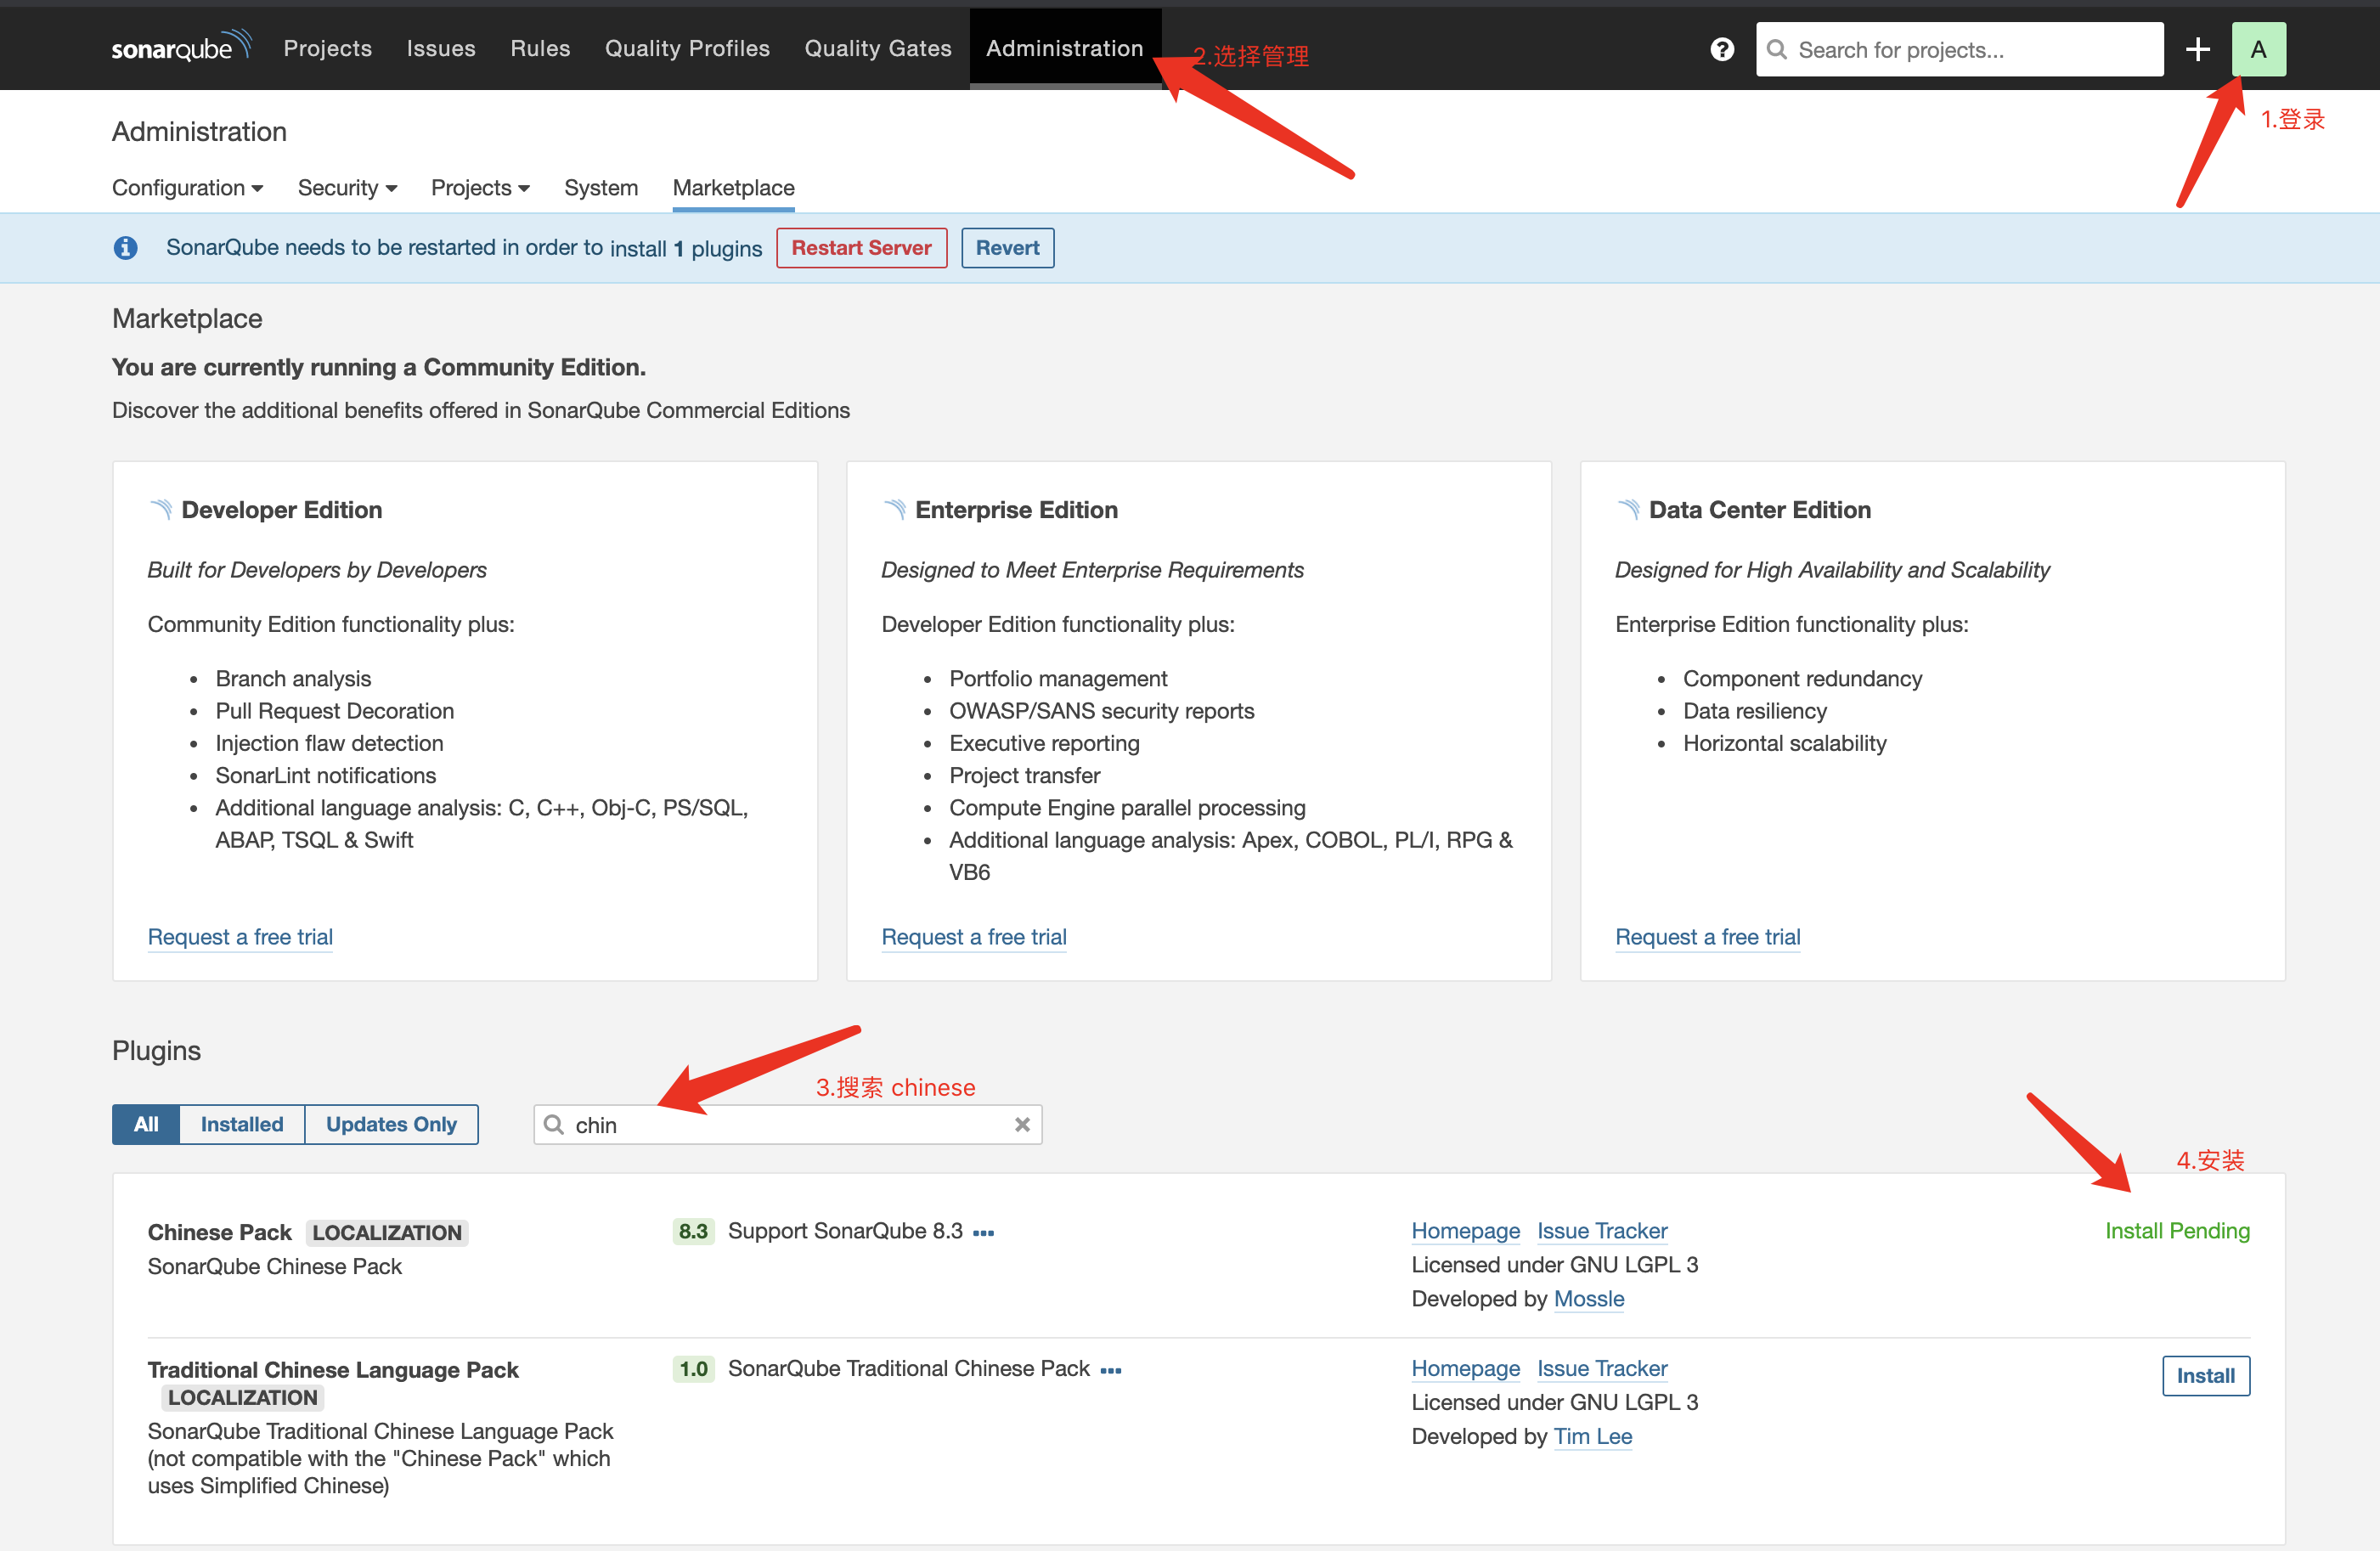 sonarqube Projects Issues Rules Quality Profiles Quality Gates Administration Search for projects... A
2.选择管理
1.登录
Administration
Configuration Security Projects System Marketplace
SonarQube needs to be restarted in order to install 1 plugins Restart Server Revert
Marketplace
You are currently running a Community Edition.
Discover the additional benefits offered in SonarQube Commercial Editions
Developer Edition
Built for Developers by Developers
Community Edition functionality plus:
Branch analysis
Pull Request Decoration
Injection flaw detection
SonarLint notifications
Additional language analysis: C, C++, Obj-C, PS/SQL,
ABAP, TSQL & Swift
Request a free trial
Enterprise Edition
Designed to Meet Enterprise Requirements
Developer Edition functionality plus:
Portfolio management
OWASP/SANS security reports
Executive reporting
Project transfer
Compute Engine parallel processing
Additional language analysis: Apex, COBOL, PL/I, RPG &
VB6
Request a free trial
Data Center Edition
Designed for High Availability and Scalability
Enterprise Edition functionality plus:
Component redundancy
Data resiliency
Horizontal scalability
Request a free trial
Plugins
3.搜索 chinese
All Installed Updates Only chin
4.安装
Chinese Pack LOCALIZATION
SonarQube Chinese Pack
8.3 Support SonarQube 8.3
Homepage Issue Tracker
Licensed under GNU LGPL 3
Developed by Mossle
Install Pending
Traditional Chinese Language Pack
LOCALIZATION
SonarQube Traditional Chinese Language Pack
(not compatible with the "Chinese Pack" which
uses Simplified Chinese)
1.0 SonarQube Traditional Chinese Pack
Homepage Issue Tracker
Licensed under GNU LGPL 3
Developed by Tim Lee
Install